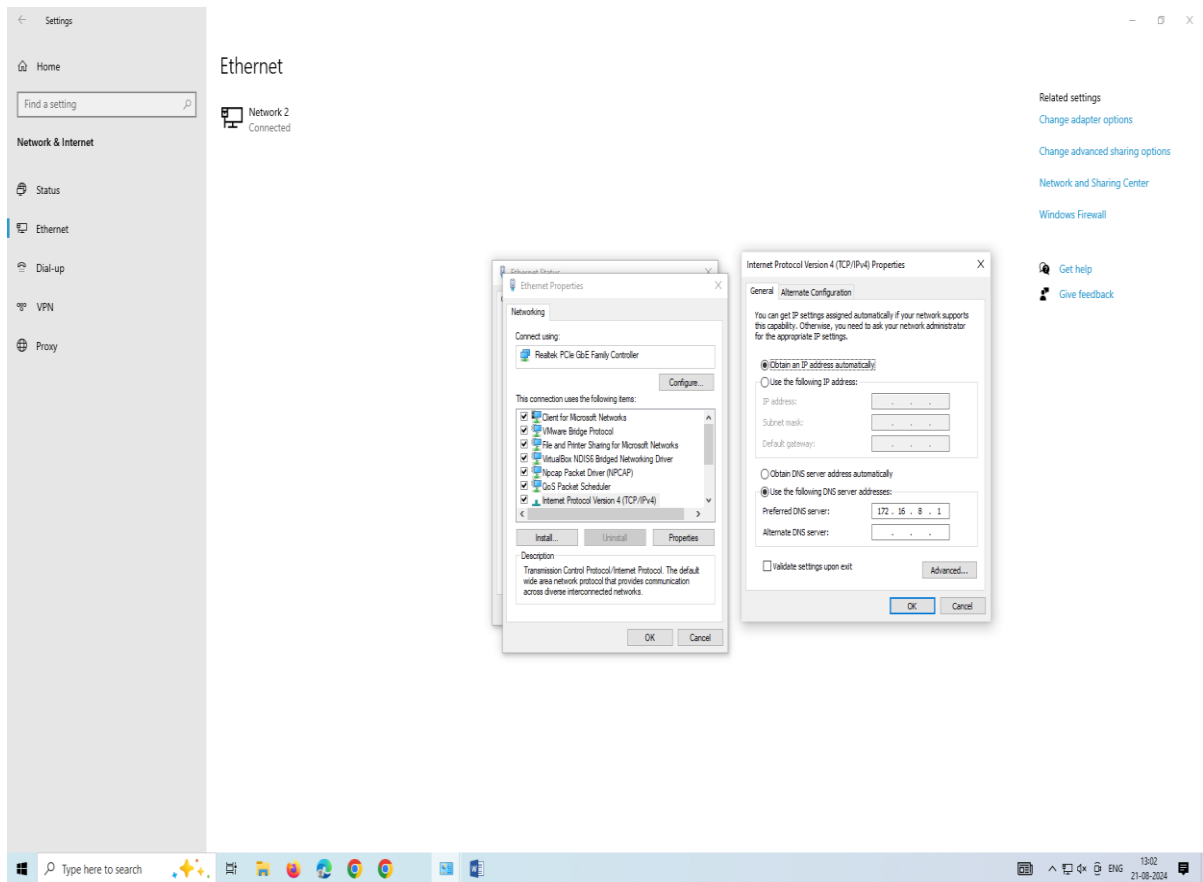 Settings
Home
Find a setting
Network & Internet
Status
Ethernet
Dial-up
VPN
Proxy
Ethernet
Network 2
Connected
Related settings
Change adapter options
Change advanced sharing options
Network and Sharing Center
Windows Firewall
Get help
Give feedback
Ethernet Status
Ethernet Properties
Networking
Connect using:
Realtek PCIe GbE Family Controller
Configure...
This connection uses the following items:
Client for Microsoft Networks
VMware Bridge Protocol
File and Printer Sharing for Microsoft Networks
VirtualBox NDIS6 Bridged Networking Driver
Npcap Packet Driver (NPCAP)
QoS Packet Scheduler
Internet Protocol Version 4 (TCP/IPv4)
Install... Uninstall Properties
Description
Transmission Control Protocol/Internet Protocol. The default
wide area network protocol that provides communication
across diverse interconnected networks.
OK Cancel
Internet Protocol Version 4 (TCP/IPv4) Properties
General Alternate Configuration
You can get IP settings assigned automatically if your network supports
this capability. Otherwise, you need to ask your network administrator
for the appropriate IP settings.
Obtain an IP address automatically
Use the following IP address:
IP address: . . .
Subnet mask: . . .
Default gateway: . . .
Obtain DNS server address automatically
Use the following DNS server addresses:
Preferred DNS server: 172 . 16 . 8 . 1
Alternate DNS server: . . .
Validate settings upon exit
Advanced...
OK Cancel
Type here to search
ENG
13:02
21-08-2024